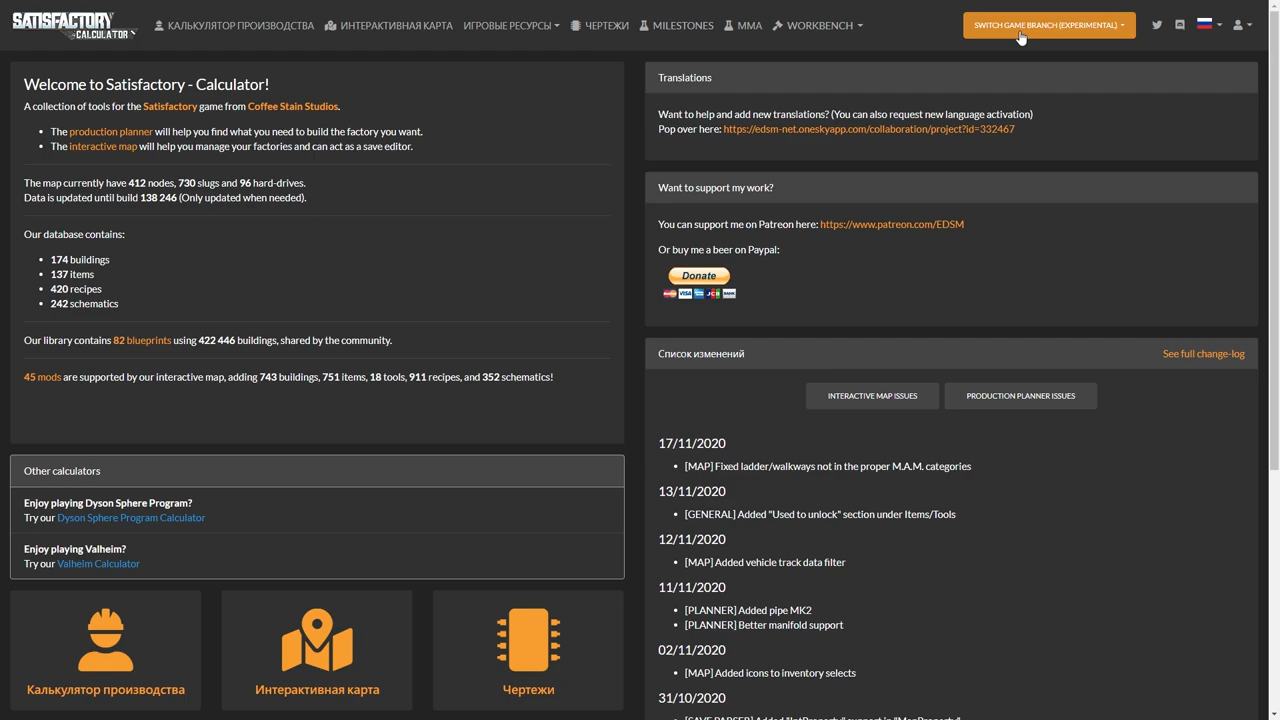 SATISFACTORY
CALCULATOR
КАЛЬКУЛЯТОР ПРОИЗВОДСТВА
ИНТЕРАКТИВНАЯ КАРТА
ИГРОВЫЕ РЕСУРСЫ
ЧЕРТЕЖИ
MILESTONES
MMA
WORKBENCH
SWITCH GAME BRANCH (EXPERIMENTAL)
Welcome to Satisfactory - Calculator!
A collection of tools for the Satisfactory game from Coffee Stain Studios.
The production planner will help you find what you need to build the factory you want.
The interactive map will help you manage your factories and can act as a save editor.
The map currently have 412 nodes, 730 slugs and 96 hard-drives.
Data is updated until build 138 246 (Only updated when needed).
Our database contains:
174 buildings
137 items
420 recipes
242 schematics
Our library contains 82 blueprints using 422 446 buildings, shared by the community.
45 mods are supported by our interactive map, adding 743 buildings, 751 items, 18 tools, 911 recipes, and 352 schematics!
Other calculators
Enjoy playing Dyson Sphere Program?
Try our Dyson Sphere Program Calculator
Enjoy playing Valheim?
Try our Valheim Calculator
Калькулятор производства
Интерактивная карта
Чертежи
Translations
Want to help and add new translations? (You can also request new language activation)
Pop over here: https://edsm-net.oneskyapp.com/collaboration/project?id=332467
Want to support my work?
You can support me on Patreon here: https://www.patreon.com/EDSM
Or buy me a beer on Paypal:
Donate
VISA
JCB
BANK
Список изменений
See full change-log
INTERACTIVE MAP ISSUES
PRODUCTION PLANNER ISSUES
17/11/2020
[MAP] Fixed ladder/walkways not in the proper M.A.M. categories
13/11/2020
[GENERAL] Added "Used to unlock" section under Items/Tools
12/11/2020
[MAP] Added vehicle track data filter
11/11/2020
[PLANNER] Added pipe MK2
[PLANNER] Better manifold support
02/11/2020
[MAP] Added icons to inventory selects
31/10/2020
[SAVE PARSER] Added "IntProperty" support in "MapProperty"